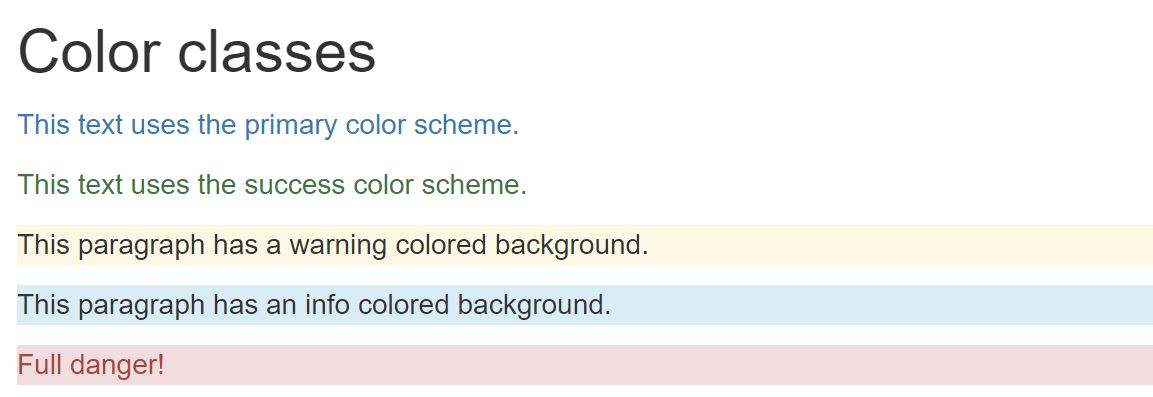 Color classes
This text uses the primary color scheme.
This text uses the success color scheme.
This paragraph has a warning colored background.
This paragraph has an info colored background.
Full danger!